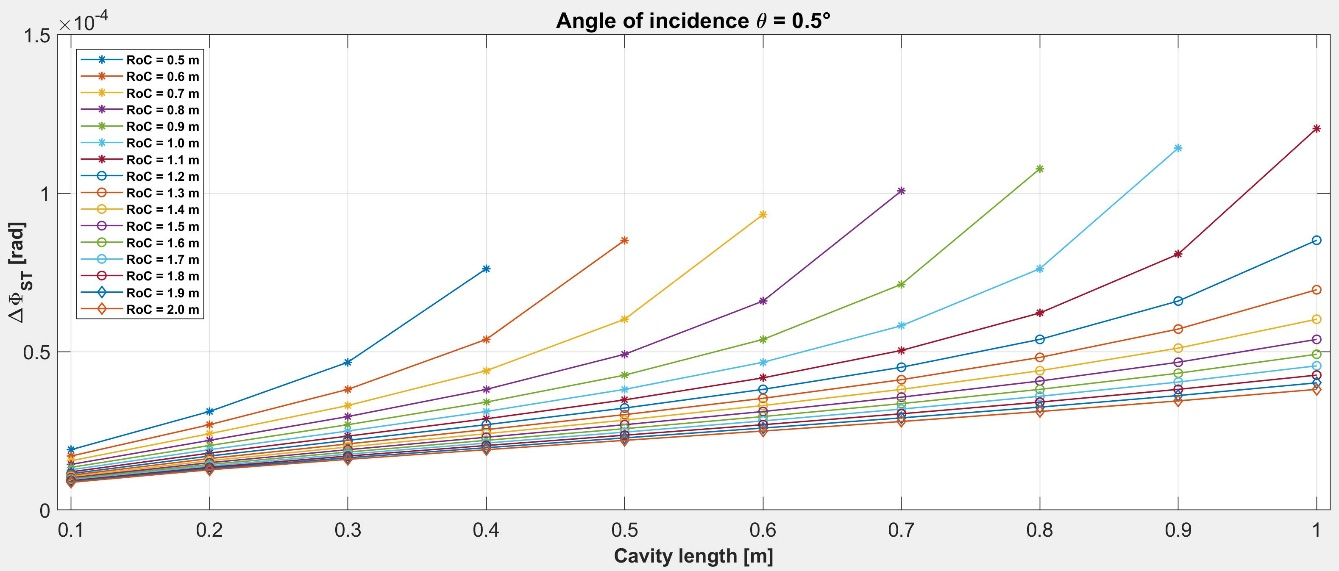 Angle of incidence θ = 0.5°
×10⁻⁴
1.5
1
0.5
0
ΔΦ_ST [rad]
RoC = 0.5 m
RoC = 0.6 m
RoC = 0.7 m
RoC = 0.8 m
RoC = 0.9 m
RoC = 1.0 m
RoC = 1.1 m
RoC = 1.2 m
RoC = 1.3 m
RoC = 1.4 m
RoC = 1.5 m
RoC = 1.6 m
RoC = 1.7 m
RoC = 1.8 m
RoC = 1.9 m
RoC = 2.0 m
0.1 0.2 0.3 0.4 0.5 0.6 0.7 0.8 0.9 1
Cavity length [m]